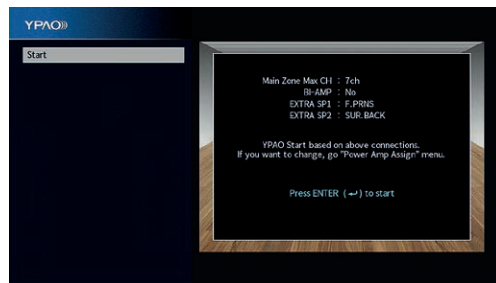 YPAO
Start
Main Zone Max CH : 7ch
BI-AMP : No
EXTRA SP1 : F.PRNS
EXTRA SP2 : SUR.BACK
YPAO Start based on above connections.
If you want to change, go "Power Amp Assign" menu.
Press ENTER (↵) to start